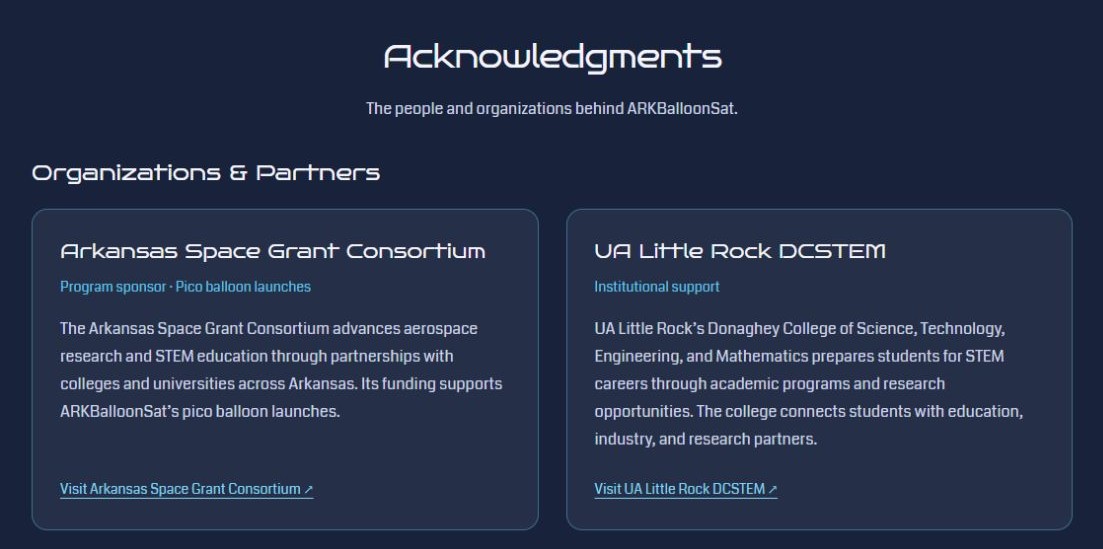 Acknowledgments
The people and organizations behind ARKBalloonSat.
Organizations & Partners
Arkansas Space Grant Consortium
Program sponsor · Pico balloon launches
The Arkansas Space Grant Consortium advances aerospace
research and STEM education through partnerships with
colleges and universities across Arkansas. Its funding supports
ARKBalloonSat’s pico balloon launches.
Visit Arkansas Space Grant Consortium ↗
UA Little Rock DCSTEM
Institutional support
UA Little Rock’s Donaghey College of Science, Technology,
Engineering, and Mathematics prepares students for STEM
careers through academic programs and research
opportunities. The college connects students with education,
industry, and research partners.
Visit UA Little Rock DCSTEM ↗